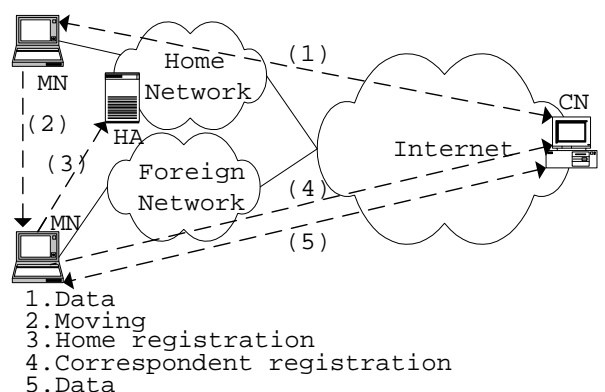 Home
Network
(1)
MN
CN
(2)
HA
(3)
Internet
Foreign
Network
(4)
MN
(5)
1.Data
2.Moving
3.Home registration
4.Correspondent registration
5.Data